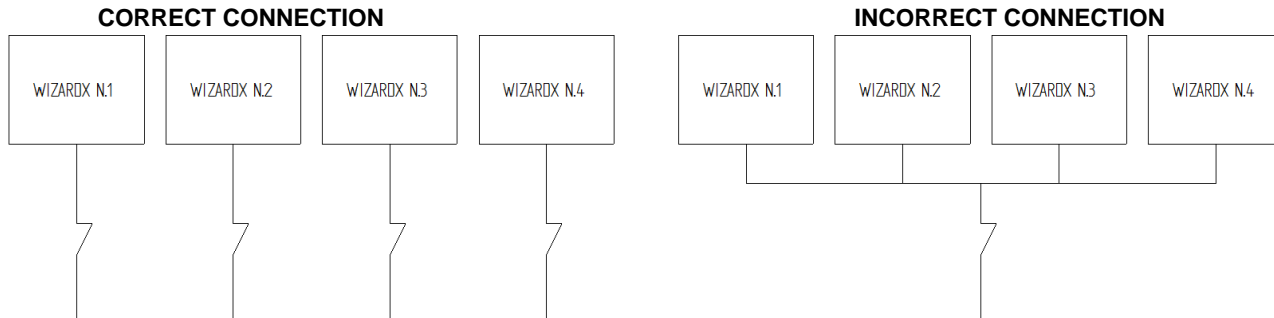 CORRECT CONNECTION
INCORRECT CONNECTION
WIZARDX N.1
WIZARDX N.2
WIZARDX N.3
WIZARDX N.4
WIZARDX N.1
WIZARDX N.2
WIZARDX N.3
WIZARDX N.4